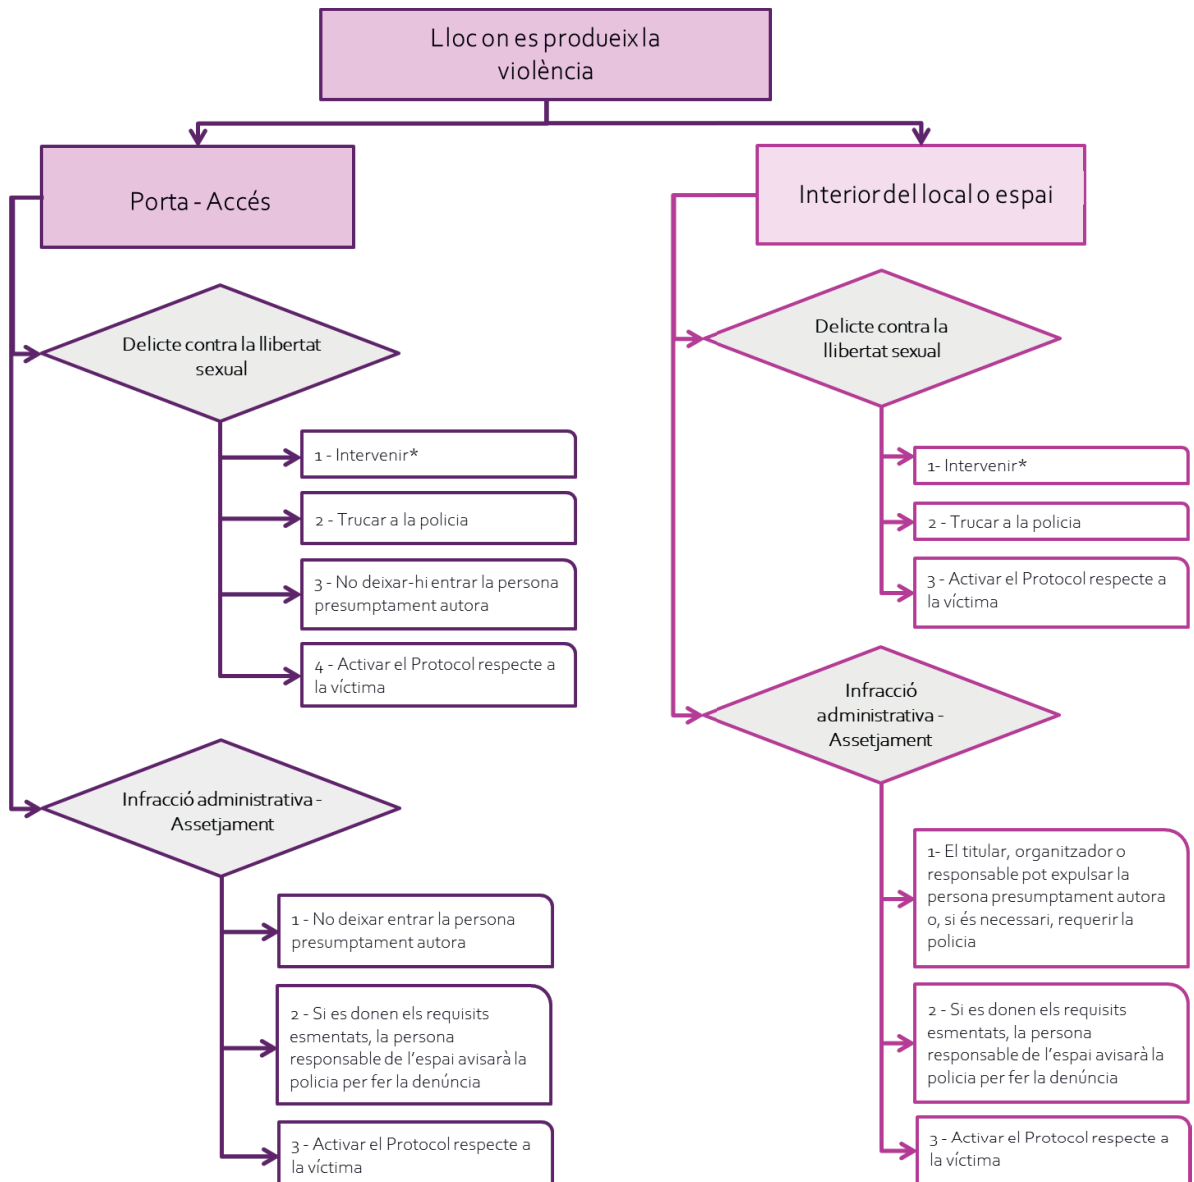 Lloc on es produeix la
violència
Porta - Accés
Delicte contra la llibertat
sexual
1 - Intervenir*
2 - Trucar a la policia
3 - No deixar-hi entrar la persona
presumptament autora
4 - Activar el Protocol respecte a
la víctima
Infracció administrativa -
Assetjament
1 - No deixar entrar la persona
presumptament autora
2 - Si es donen els requisits
esmentats, la persona
responsable de l’espai avisarà la
policia per fer la denúncia
3 - Activar el Protocol respecte a
la víctima
Interior del local o espai
Delicte contra la
llibertat sexual
1- Intervenir*
2 - Trucar a la policia
3 - Activar el Protocol respecte a
la víctima
Infracció
administrativa -
Assetjament
1- El titular, organitzador o
responsable pot expulsar la
persona presumptament autora
o, si és necessari, requerir la
policia
2 - Si es donen els requisits
esmentats, la persona
responsable de l’espai avisarà la
policia per fer la denúncia
3 - Activar el Protocol respecte a
la víctima